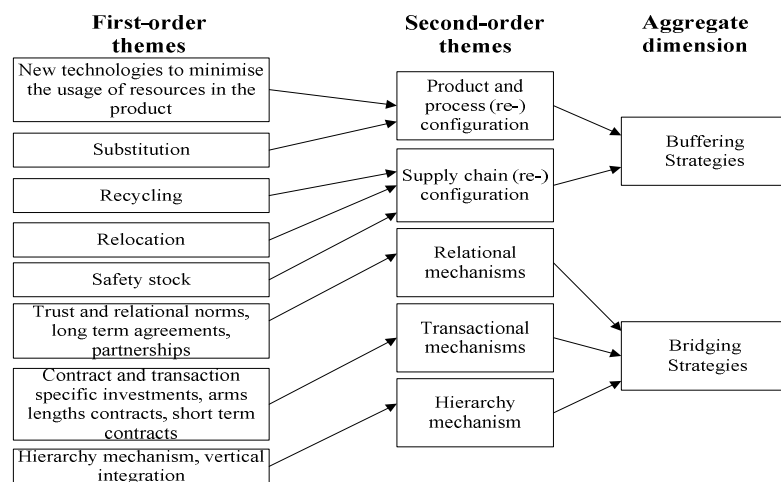 First-order
themes
Second-order
themes
Aggregate
dimension
New technologies to minimise
the usage of resources in the
product
Substitution
Recycling
Relocation
Safety stock
Trust and relational norms,
long term agreements,
partnerships
Contract and transaction
specific investments, arms
lengths contracts, short term
contracts
Hierarchy mechanism, vertical
integration
Product and
process (re-)
configuration
Supply chain (re-)
configuration
Relational
mechanisms
Transactional
mechanisms
Hierarchy
mechanism
Buffering
Strategies
Bridging
Strategies